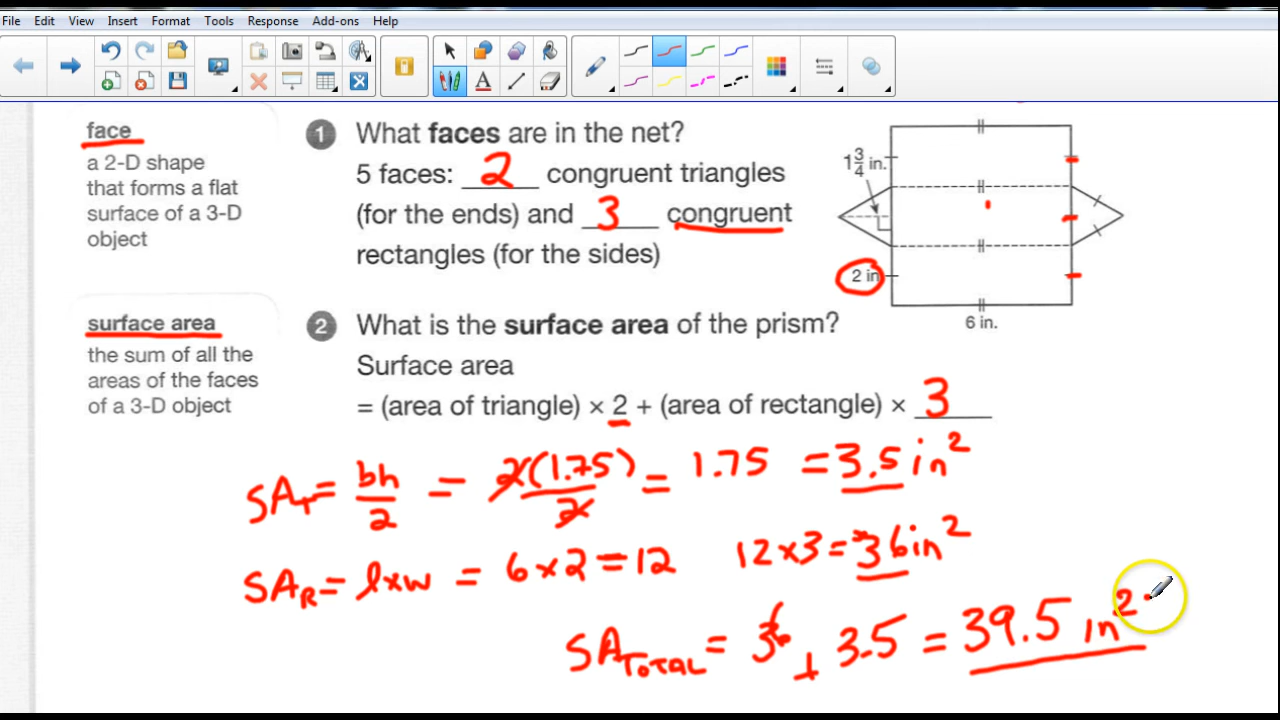 File Edit View Insert Format Tools Response Add-ons Help
face
a 2-D shape
that forms a flat
surface of a 3-D
object
1 What faces are in the net?
5 faces: 2 congruent triangles
(for the ends) and 3 congruent
rectangles (for the sides)
1 3/4 in.
2 in
6 in.
surface area
the sum of all the
areas of the faces
of a 3-D object
2 What is the surface area of the prism?
Surface area
= (area of triangle) × 2 + (area of rectangle) × 3
SAT = bh/2 = 2(1.75)/2 = 1.75 = 3.5 in²
SAR = l x w = 6 x 2 = 12 12 x 3 = 36 in²
SATOTAL = 36 + 3.5 = 39.5 in²